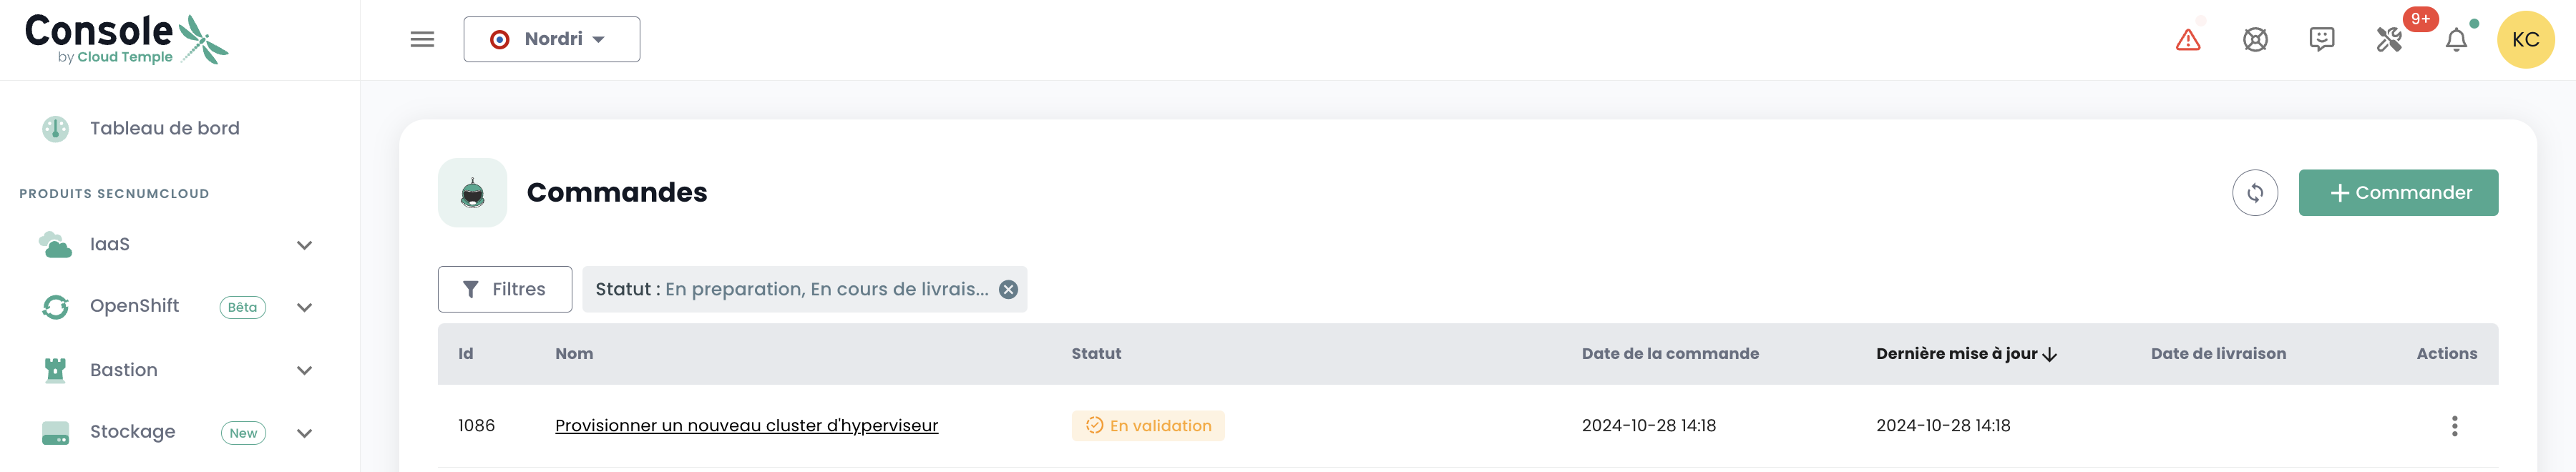 Console
by Cloud Temple
Nordri
9+
KC
Tableau de bord
PRODUITS SECNUMCLOUD
IaaS
OpenShift Bêta
Bastion
Stockage New
Commandes
Commander
Filtres
Statut : En preparation, En cours de livrais...
Id Nom Statut Date de la commande Dernière mise à jour Date de livraison Actions
1086 Provisionner un nouveau cluster d'hyperviseur En validation 2024-10-28 14:18 2024-10-28 14:18